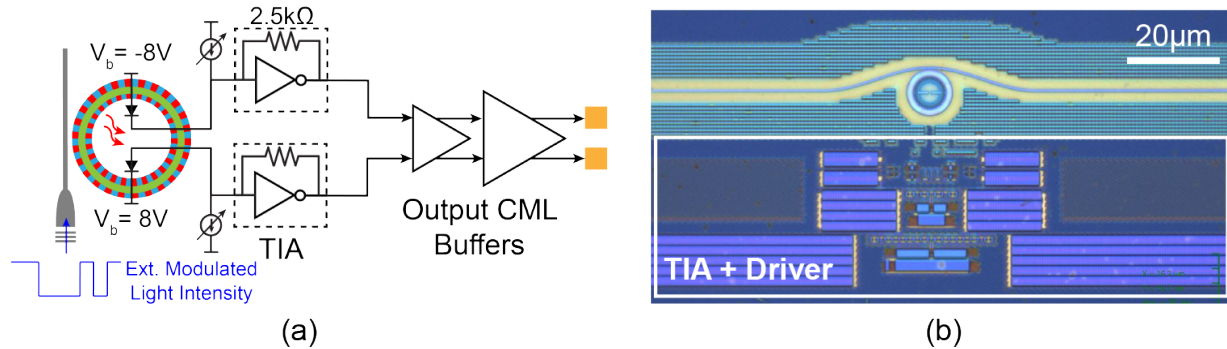 2.5kΩ
V_b = -8V
V_b = 8V
TIA
Output CML
Buffers
Ext. Modulated
Light Intensity
(a)
20μm
TIA + Driver
(b)